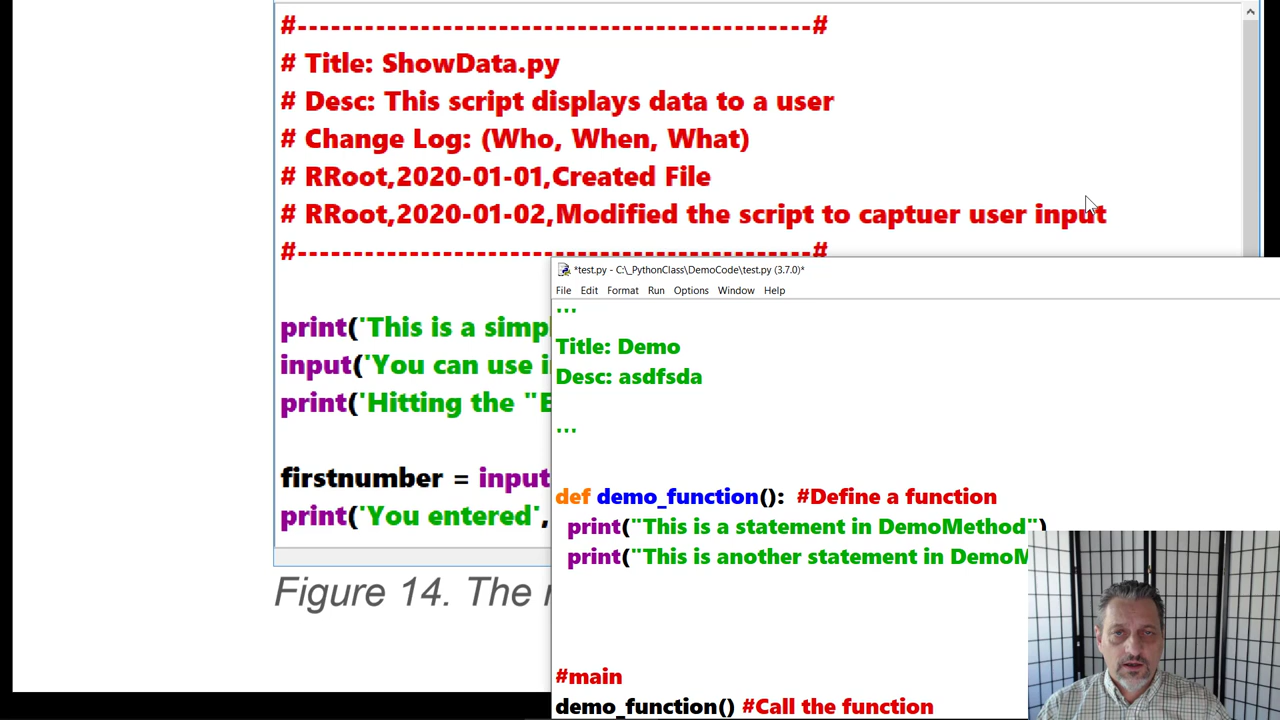 #-------------------------------------------#
# Title: ShowData.py
# Desc: This script displays data to a user
# Change Log: (Who, When, What)
# RRoot,2020-01-01,Created File
# RRoot,2020-01-02,Modified the script to captuer user input
#-------------------------------------------#
print('This is a simpl
input('You can use i
print('Hitting the "E
firstnumber = input
print('You entered',
Figure 14. The
*test.py - C:\_PythonClass\DemoCode\test.py (3.7.0)*
File Edit Format Run Options Window Help
'''
Title: Demo
Desc: asdfsda
'''
def demo_function(): #Define a function
print("This is a statement in DemoMethod")
print("This is another statement in DemoM
#main
demo_function() #Call the function